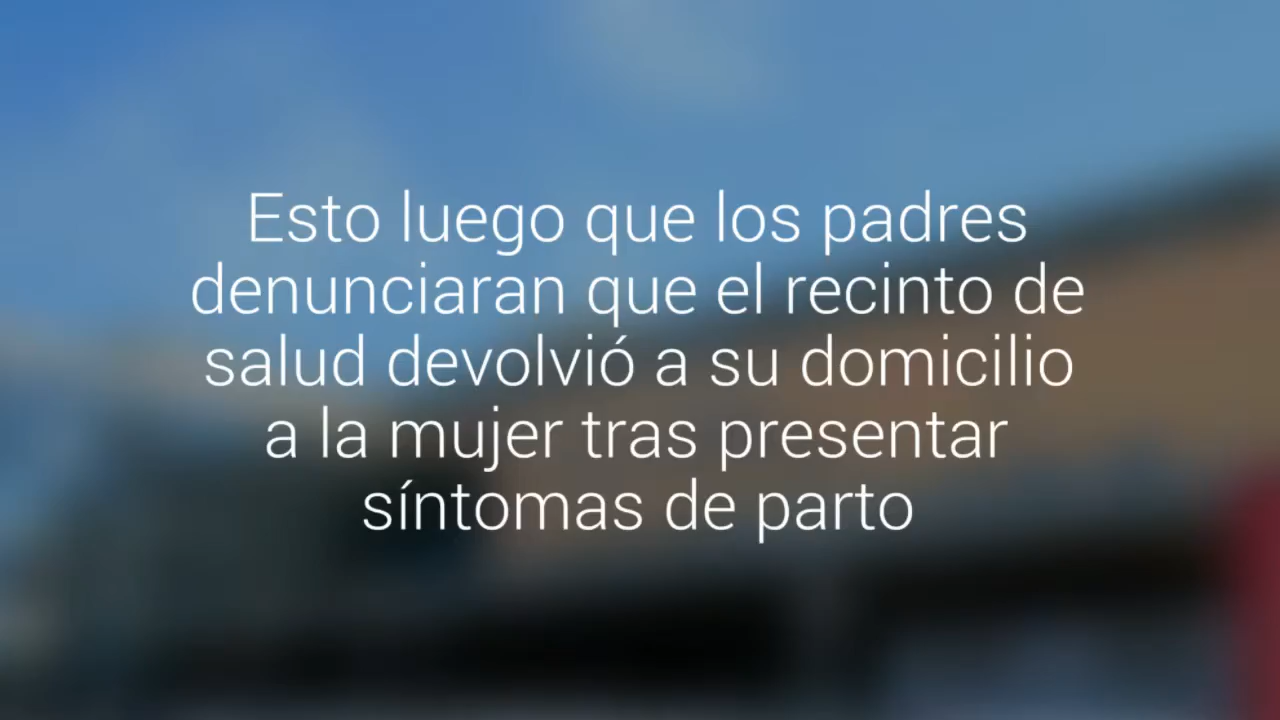 Esto luego que los padres
denunciaran que el recinto de
salud devolvió a su domicilio
a la mujer tras presentar
síntomas de parto